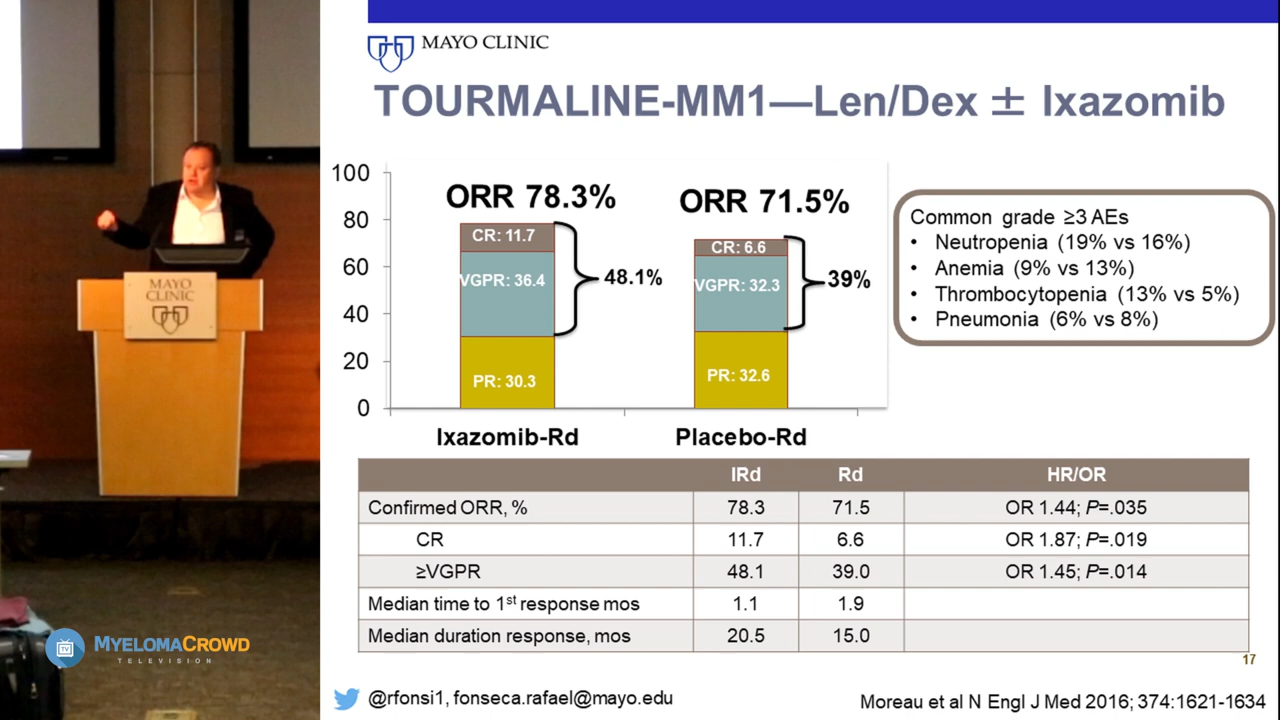 MAYO CLINIC
TOURMALINE-MM1—Len/Dex ± Ixazomib
100
80
60
40
20
0
ORR 78.3%
CR: 11.7
VGPR: 36.4
PR: 30.3
48.1%
Ixazomib-Rd
ORR 71.5%
CR: 6.6
VGPR: 32.3
PR: 32.6
39%
Placebo-Rd
Common grade ≥3 AEs
• Neutropenia (19% vs 16%)
• Anemia (9% vs 13%)
• Thrombocytopenia (13% vs 5%)
• Pneumonia (6% vs 8%)
IRd Rd HR/OR
Confirmed ORR, % 78.3 71.5 OR 1.44; P=.035
CR 11.7 6.6 OR 1.87; P=.019
≥VGPR 48.1 39.0 OR 1.45; P=.014
Median time to 1st response mos 1.1 1.9
Median duration response, mos 20.5 15.0
17
@rfonsi1, fonseca.rafael@mayo.edu
Moreau et al N Engl J Med 2016; 374:1621-1634
MAYO
CLINIC
TV
MYELOMACROWD
TELEVISION